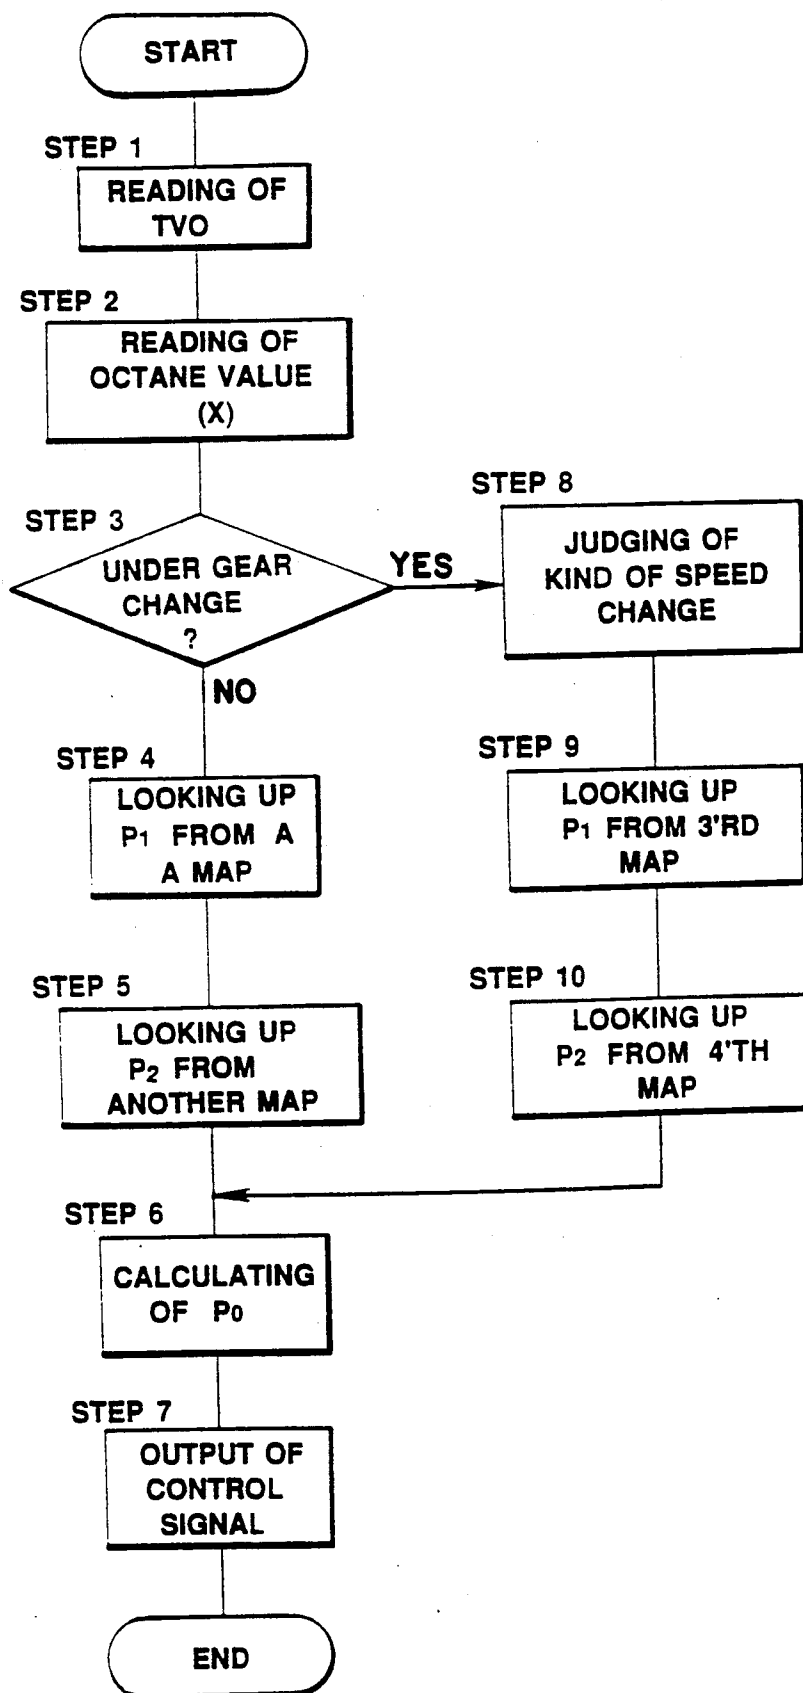 START
STEP 1
READING OF
TVO
STEP 2
READING OF
OCTANE VALUE
(X)
STEP 3
UNDER GEAR
CHANGE
?
YES
NO
STEP 4
LOOKING UP
P1 FROM A
A MAP
STEP 5
LOOKING UP
P2 FROM
ANOTHER MAP
STEP 8
JUDGING OF
KIND OF SPEED
CHANGE
STEP 9
LOOKING UP
P1 FROM 3'RD
MAP
STEP 10
LOOKING UP
P2 FROM 4'TH
MAP
STEP 6
CALCULATING
OF P0
STEP 7
OUTPUT OF
CONTROL
SIGNAL
END